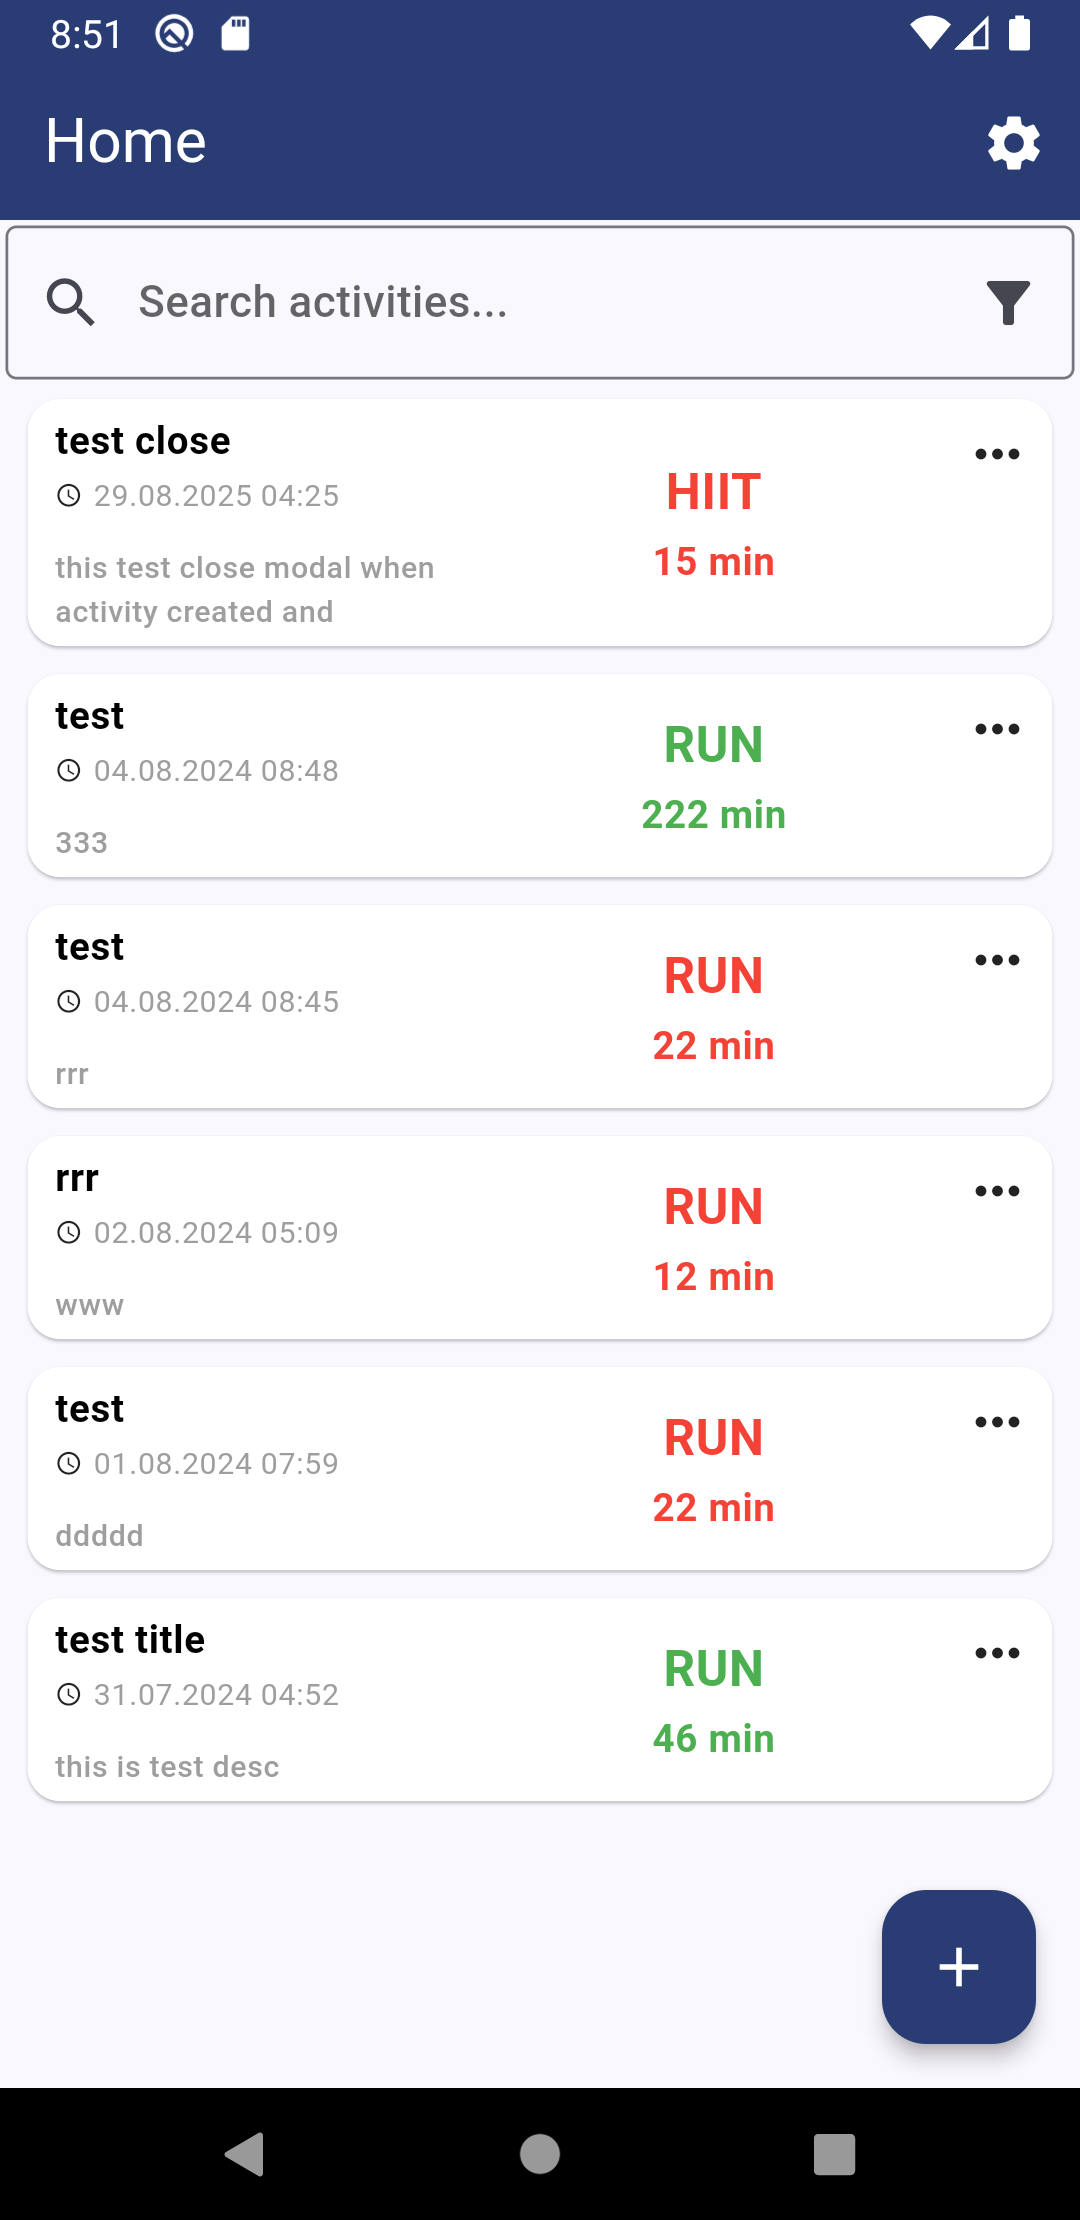 8:51
Home
Search activities...
test close
29.08.2025 04:25
this test close modal when
activity created and
HIIT
15 min
test
04.08.2024 08:48
333
RUN
222 min
test
04.08.2024 08:45
rrr
RUN
22 min
rrr
02.08.2024 05:09
www
RUN
12 min
test
01.08.2024 07:59
ddddd
RUN
22 min
test title
31.07.2024 04:52
this is test desc
RUN
46 min